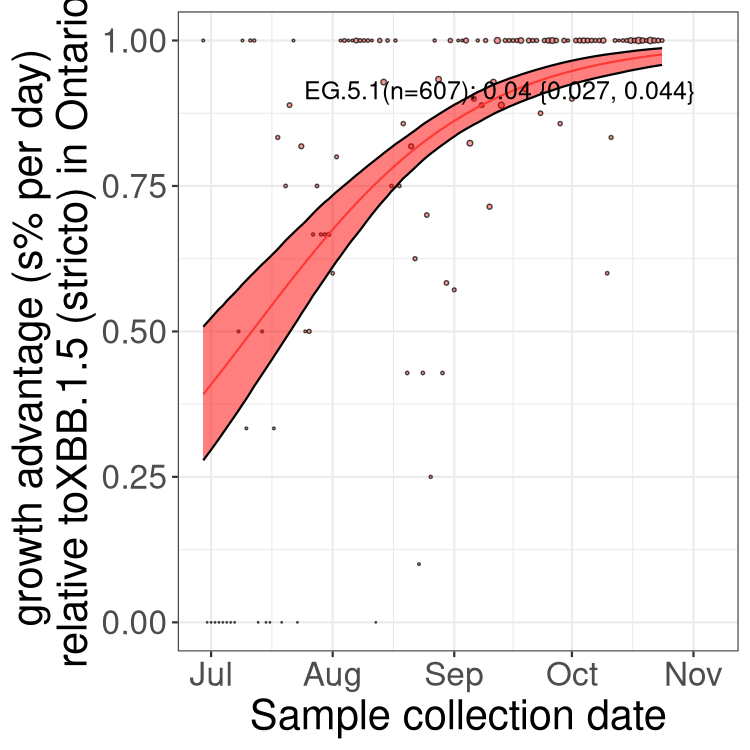 growth advantage (s% per day)
relative toXBB.1.5 (stricto) in Ontario
1.00
0.75
0.50
0.25
0.00
EG.5.1(n=607): 0.04 {0.027, 0.044}
Jul Aug Sep Oct Nov
Sample collection date